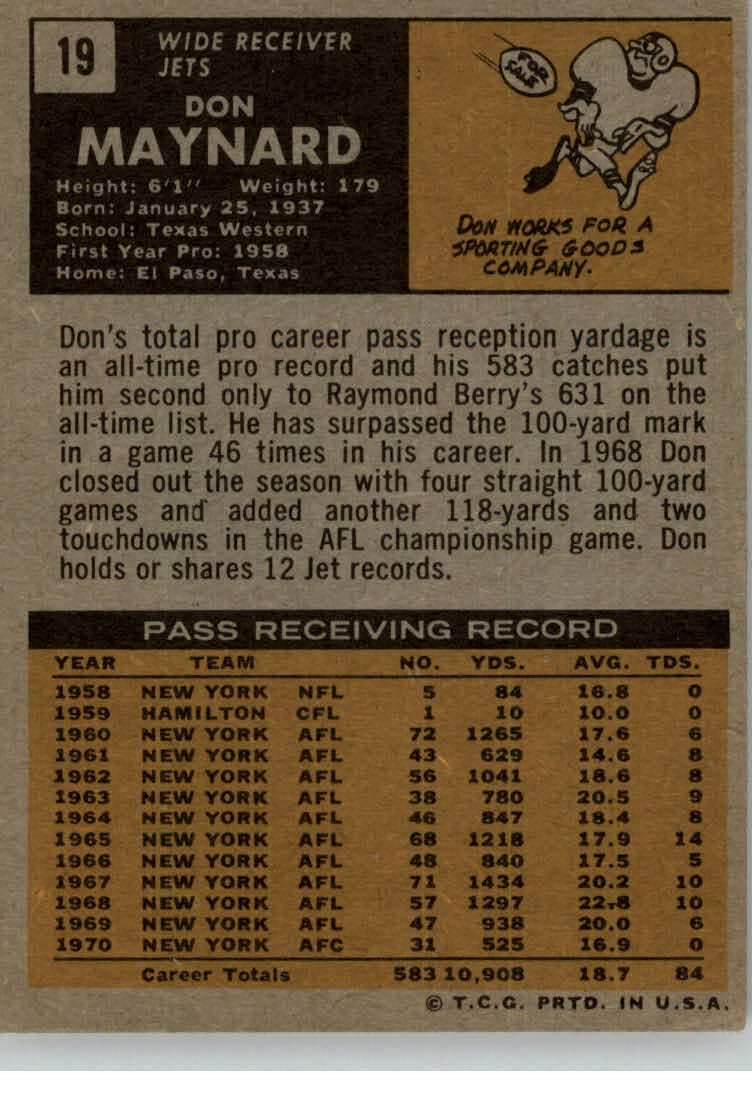 19
WIDE RECEIVER
JETS
DON
MAYNARD
Height: 6'1" Weight: 179
Born: January 25, 1937
School: Texas Western
First Year Pro: 1958
Home: El Paso, Texas
FOR
SALE
DON WORKS FOR A
SPORTING GOODS
COMPANY.
Don's total pro career pass reception yardage is
an all-time pro record and his 583 catches put
him second only to Raymond Berry's 631 on the
all-time list. He has surpassed the 100-yard mark
in a game 46 times in his career. In 1968 Don
closed out the season with four straight 100-yard
games and added another 118-yards and two
touchdowns in the AFL championship game. Don
holds or shares 12 Jet records.
PASS RECEIVING RECORD
YEAR TEAM NO. YDS. AVG. TDS.
1958 NEW YORK NFL 5 84 16.8 0
1959 HAMILTON CFL 1 10 10.0 0
1960 NEW YORK AFL 72 1265 17.6 6
1961 NEW YORK AFL 43 629 14.6 8
1962 NEW YORK AFL 56 1041 18.6 8
1963 NEW YORK AFL 38 780 20.5 9
1964 NEW YORK AFL 46 847 18.4 8
1965 NEW YORK AFL 68 1218 17.9 14
1966 NEW YORK AFL 48 840 17.5 5
1967 NEW YORK AFL 71 1434 20.2 10
1968 NEW YORK AFL 57 1297 22.8 10
1969 NEW YORK AFL 47 938 20.0 6
1970 NEW YORK AFC 31 525 16.9 0
Career Totals 583 10,908 18.7 84
© T.C.G. PRTD. IN U.S.A.